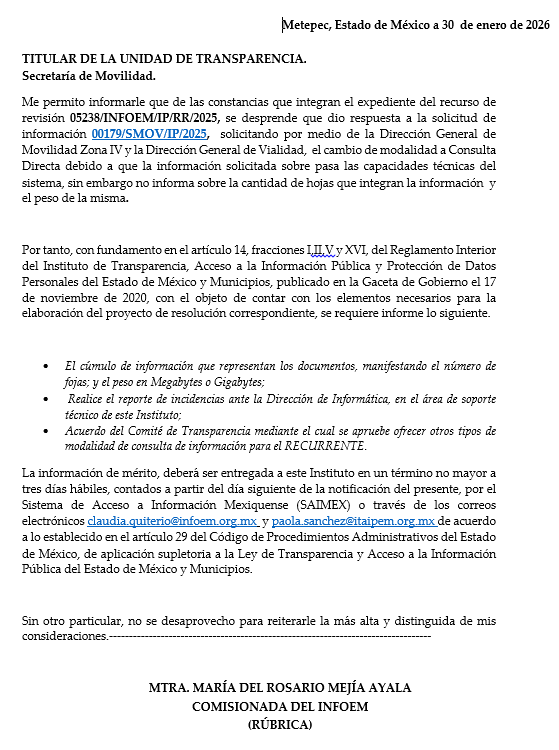 Metepec, Estado de México a 30 de enero de 2026
TITULAR DE LA UNIDAD DE TRANSPARENCIA.
Secretaría de Movilidad.
Me permito informarle que de las constancias que integran el expediente del recurso de
revisión 05238/INFOEM/IP/RR/2025, se desprende que dio respuesta a la solicitud de
información 00179/SMOV/IP/2025, solicitando por medio de la Dirección General de
Movilidad Zona IV y la Dirección General de Vialidad, el cambio de modalidad a Consulta
Directa debido a que la información solicitada sobre pasa las capacidades técnicas del
sistema, sin embargo no informa sobre la cantidad de hojas que integran la información y
el peso de la misma.
Por tanto, con fundamento en el artículo 14, fracciones I,II,V y XVI, del Reglamento Interior
del Instituto de Transparencia, Acceso a la Información Pública y Protección de Datos
Personales del Estado de México y Municipios, publicado en la Gaceta de Gobierno el 17
de noviembre de 2020, con el objeto de contar con los elementos necesarios para la
elaboración del proyecto de resolución correspondiente, se requiere informe lo siguiente.
• El cúmulo de información que representan los documentos, manifestando el número de
fojas; y el peso en Megabytes o Gigabytes;
• Realice el reporte de incidencias ante la Dirección de Informática, en el área de soporte
técnico de este Instituto;
• Acuerdo del Comité de Transparencia mediante el cual se apruebe ofrecer otros tipos de
modalidad de consulta de información para el RECURRENTE.
La información de mérito, deberá ser entregada a este Instituto en un término no mayor a
tres días hábiles, contados a partir del día siguiente de la notificación del presente, por el
Sistema de Acceso a Información Mexiquense (SAIMEX) o través de los correos
electrónicos claudia.quiterio@infoem.org.mx y paola.sanchez@itaipem.org.mx de acuerdo
a lo establecido en el artículo 29 del Código de Procedimientos Administrativos del Estado
de México, de aplicación supletoria a la Ley de Transparencia y Acceso a la Información
Pública del Estado de México y Municipios.
Sin otro particular, no se desaprovecho para reiterarle la más alta y distinguida de mis
consideraciones.--------------------------------------------------------------------------------
MTRA. MARÍA DEL ROSARIO MEJÍA AYALA
COMISIONADA DEL INFOEM
(RÚBRICA)